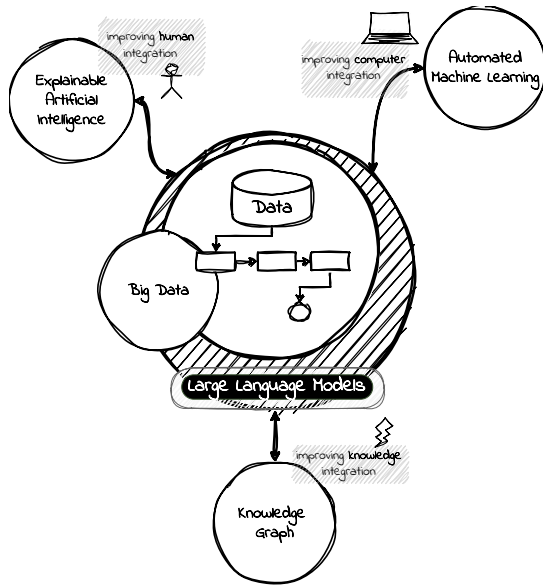 improving human
integration
Explainable
Artificial
Intelligence
improving computer
integration
Automated
Machine Learning
Data
Big Data
Large Language Models
improving knowledge
integration
Knowledge
Graph